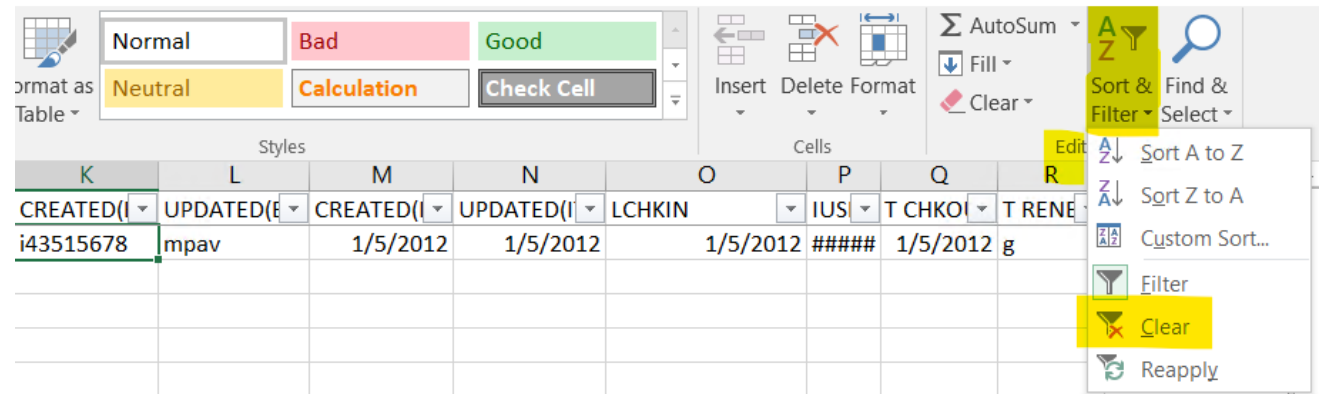 ormat as
Table
Normal
Bad
Good
Neutral
Calculation
Check Cell
Styles
Insert
Delete
Format
Cells
AutoSum
Fill
Clear
Edit
Sort &
Filter
Find &
Select
Sort A to Z
Sort Z to A
Custom Sort...
Filter
Clear
Reapply
K L M N O P Q R
CREATED(I UPDATED(E CREATED(I UPDATED(I LCHKIN IUS T CHKO T RENE
i43515678 mpav 1/5/2012 1/5/2012 1/5/2012 ##### 1/5/2012 g